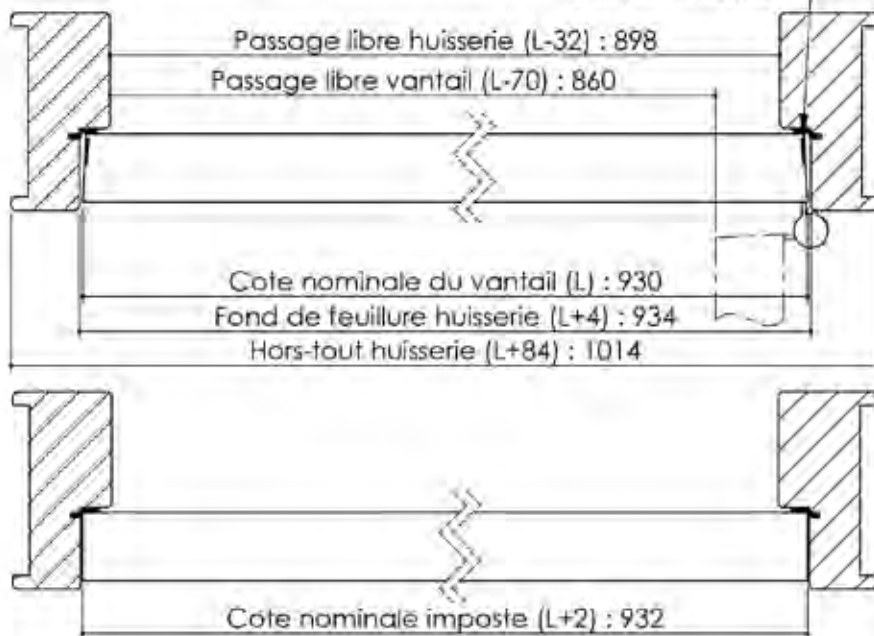 Passage libre huisserie (L-32) : 898
Passage libre vantail (L-70) : 860
Cote nominale du vantail (L) : 930
Fond de feuillure huisserie (L+4) : 934
Hors-tout huisserie (L+84) : 1014
Cote nominale imposte (L+2) : 932